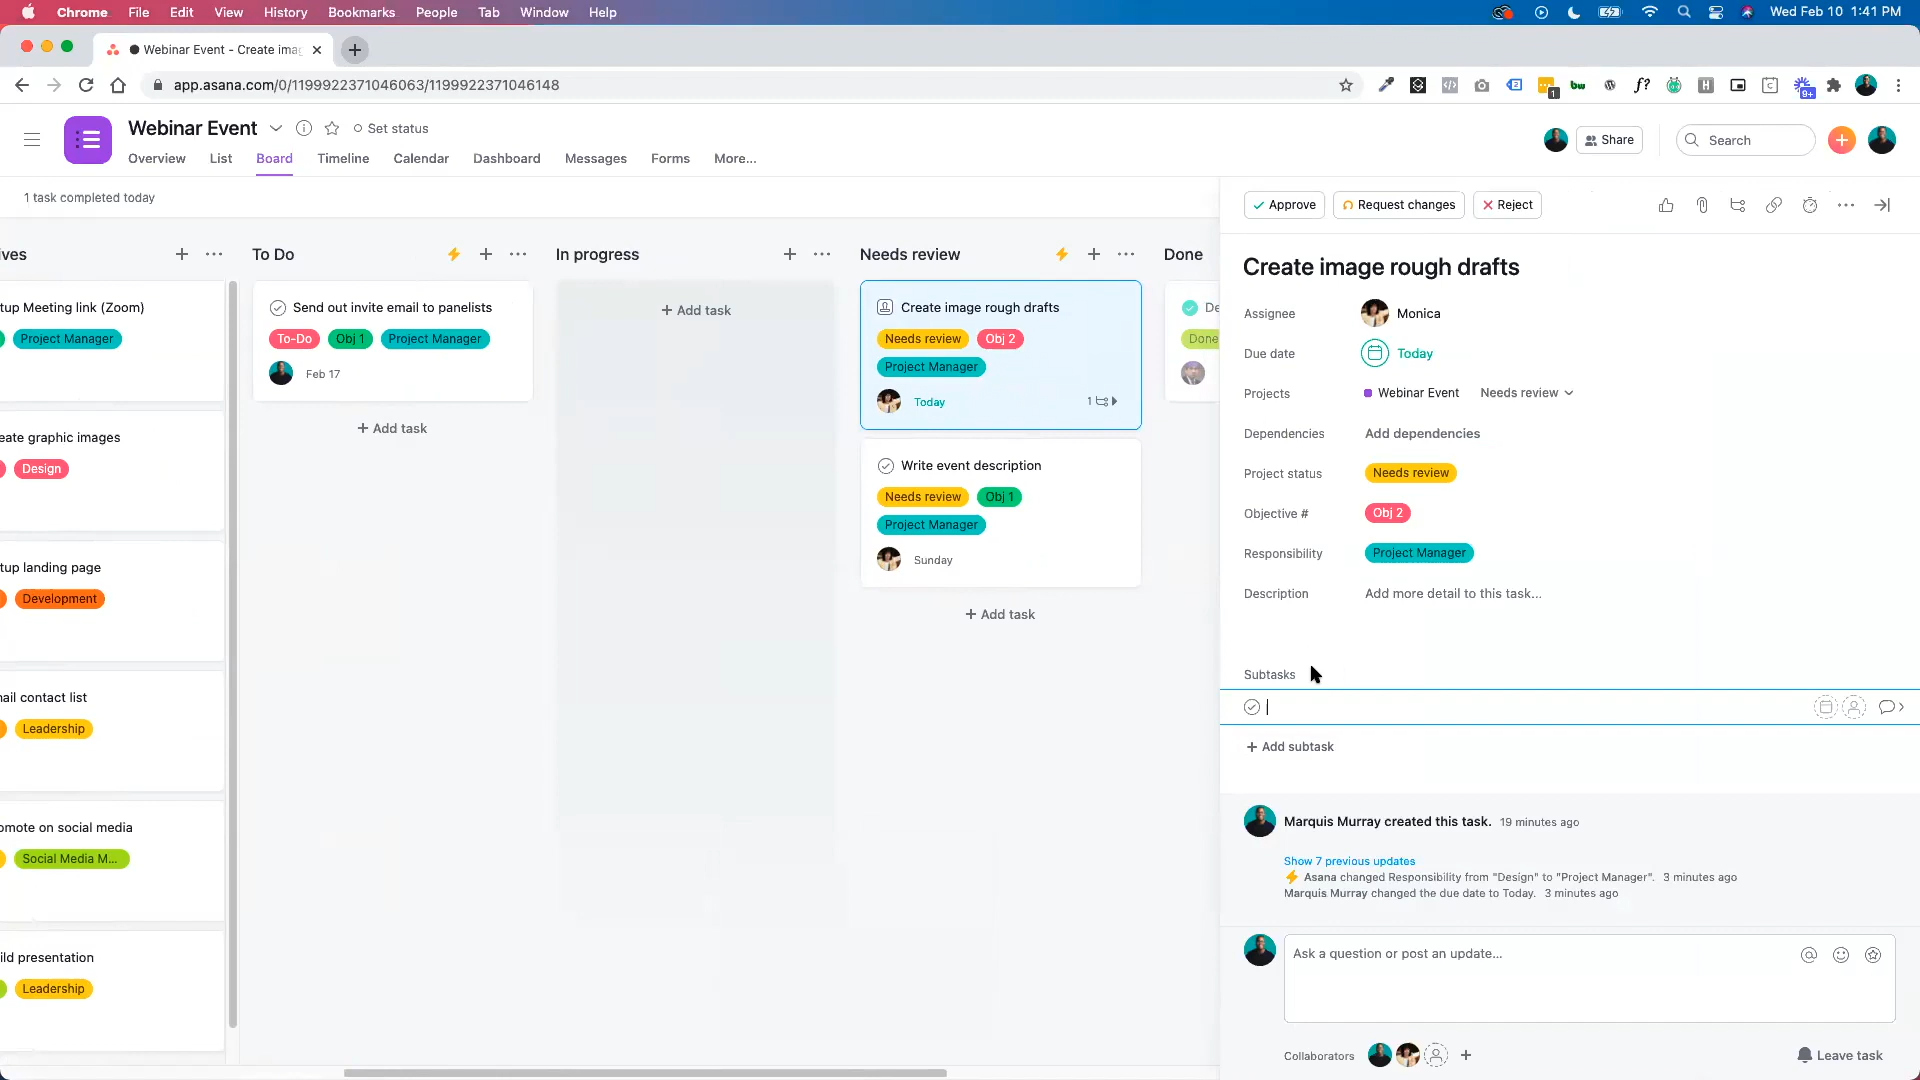 Chrome File Edit View History Bookmarks People Tab Window Help Wed Feb 10 1:41 PM
Webinar Event - Create imag
app.asana.com/0/1199922371046063/1199922371046148
1
bw
f?
H
C
9+
Webinar Event Set status
Overview List Board Timeline Calendar Dashboard Messages Forms More...
Share
Search
1 task completed today
ives
tup Meeting link (Zoom)
Project Manager
eate graphic images
Design
tup landing page
Development
nail contact list
Leadership
omote on social media
Social Media M...
ild presentation
Leadership
To Do
Send out invite email to panelists
To-Do Obj 1 Project Manager
Feb 17
+ Add task
In progress
+ Add task
Needs review
Create image rough drafts
Needs review Obj 2
Project Manager
Today 1
Write event description
Needs review Obj 1
Project Manager
Sunday
+ Add task
Done
De
Done
Approve Request changes Reject
Create image rough drafts
Assignee Monica
Due date Today
Projects Webinar Event Needs review
Dependencies Add dependencies
Project status Needs review
Objective # Obj 2
Responsibility Project Manager
Description Add more detail to this task...
Subtasks
+ Add subtask
Marquis Murray created this task. 19 minutes ago
Show 7 previous updates
Asana changed Responsibility from "Design" to "Project Manager". 3 minutes ago
Marquis Murray changed the due date to Today. 3 minutes ago
Ask a question or post an update...
Collaborators
Leave task